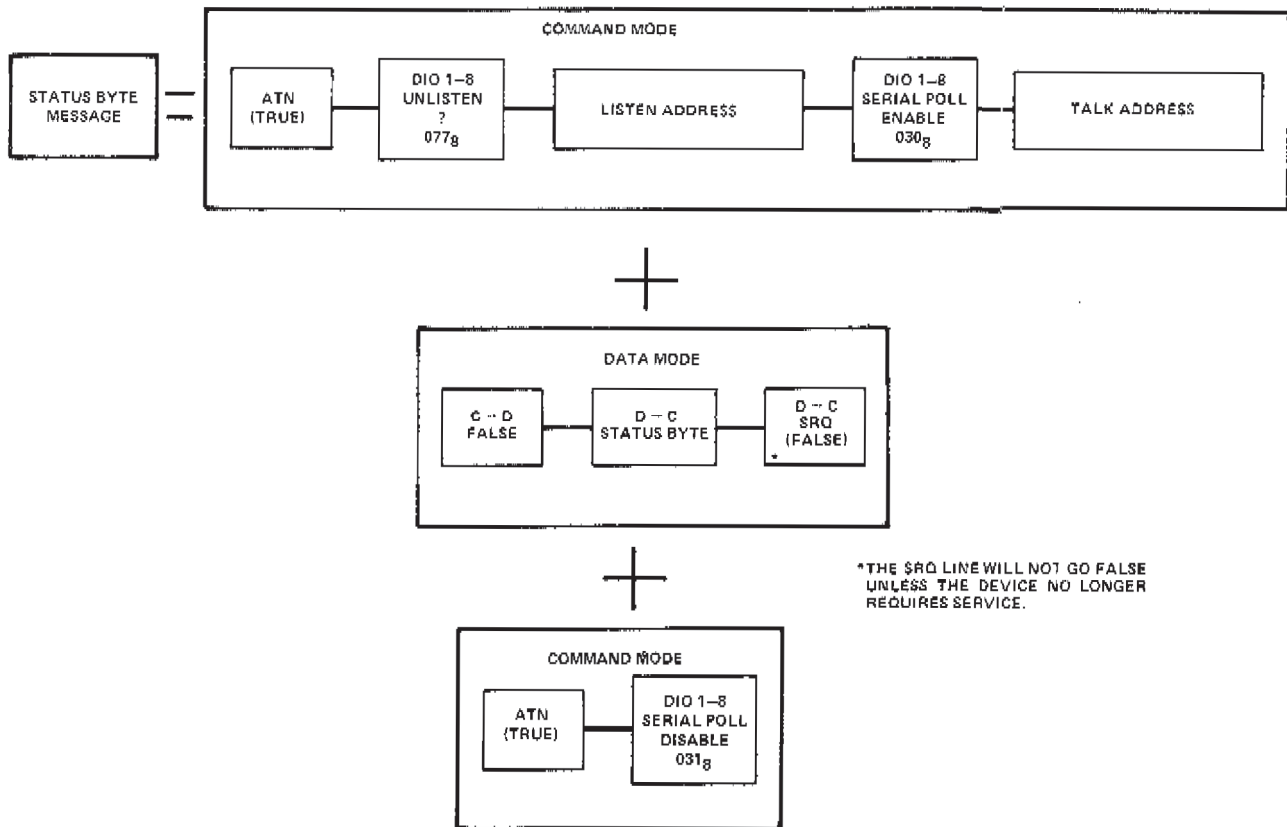 COMMAND MODE
STATUS BYTE
MESSAGE
=
ATN
(TRUE)
DIO 1–8
UNLISTEN
?
077₈
LISTEN ADDRESS
DIO 1–8
SERIAL POLL
ENABLE
030₈
TALK ADDRESS
+
DATA MODE
C – D
FALSE
D – C
STATUS BYTE
D – C
SRQ
(FALSE)
*
+
*THE SRQ LINE WILL NOT GO FALSE
UNLESS THE DEVICE NO LONGER
REQUIRES SERVICE.
COMMAND MODE
ATN
(TRUE)
DIO 1–8
SERIAL POLL
DISABLE
031₈